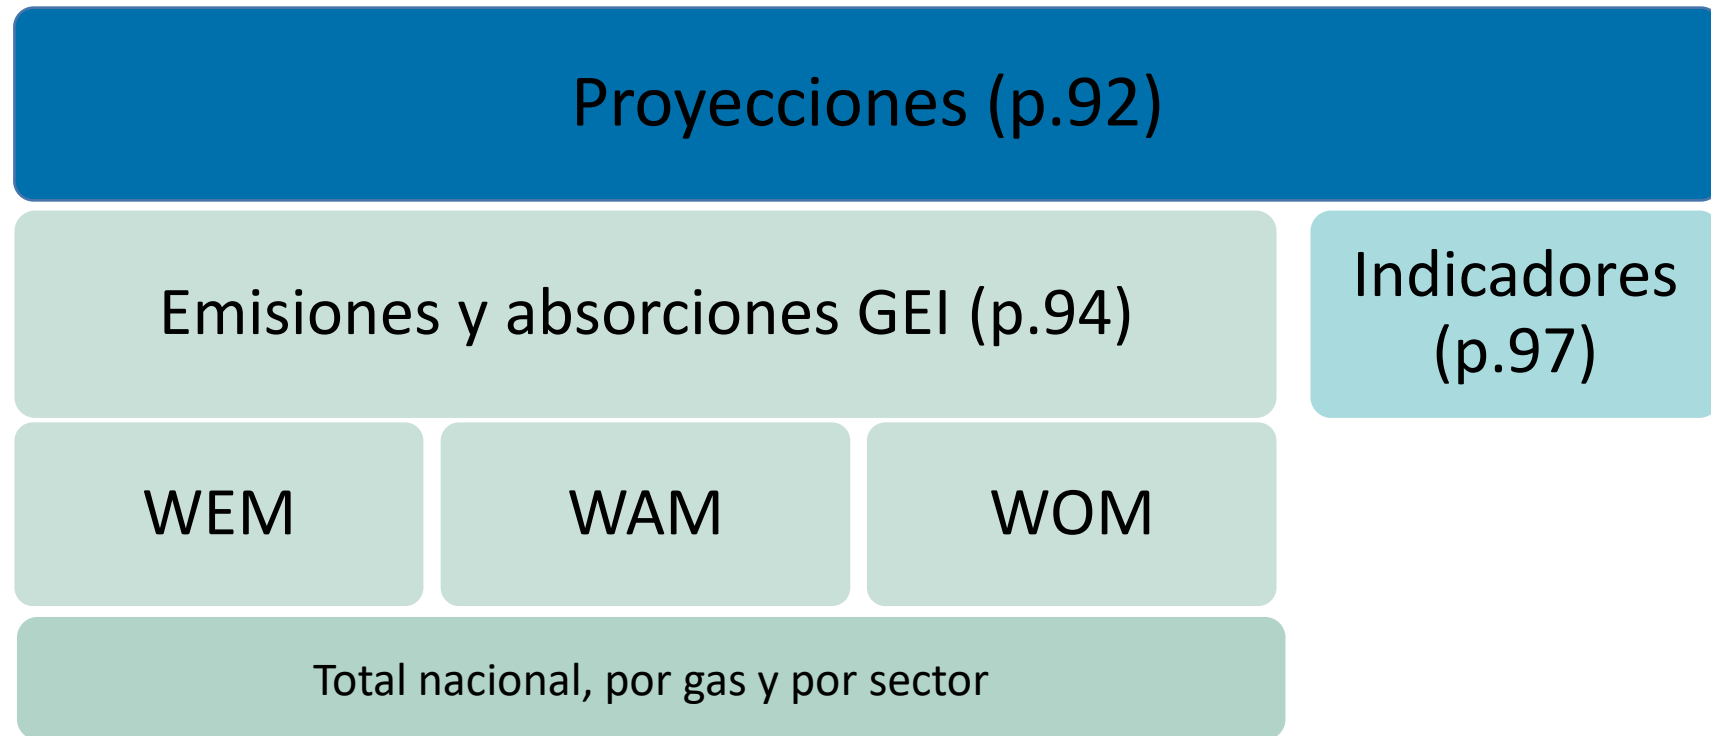 Proyecciones (p.92)
Emisiones y absorciones GEI (p.94)
Indicadores
(p.97)
WEM
WAM
WOM
Total nacional, por gas y por sector